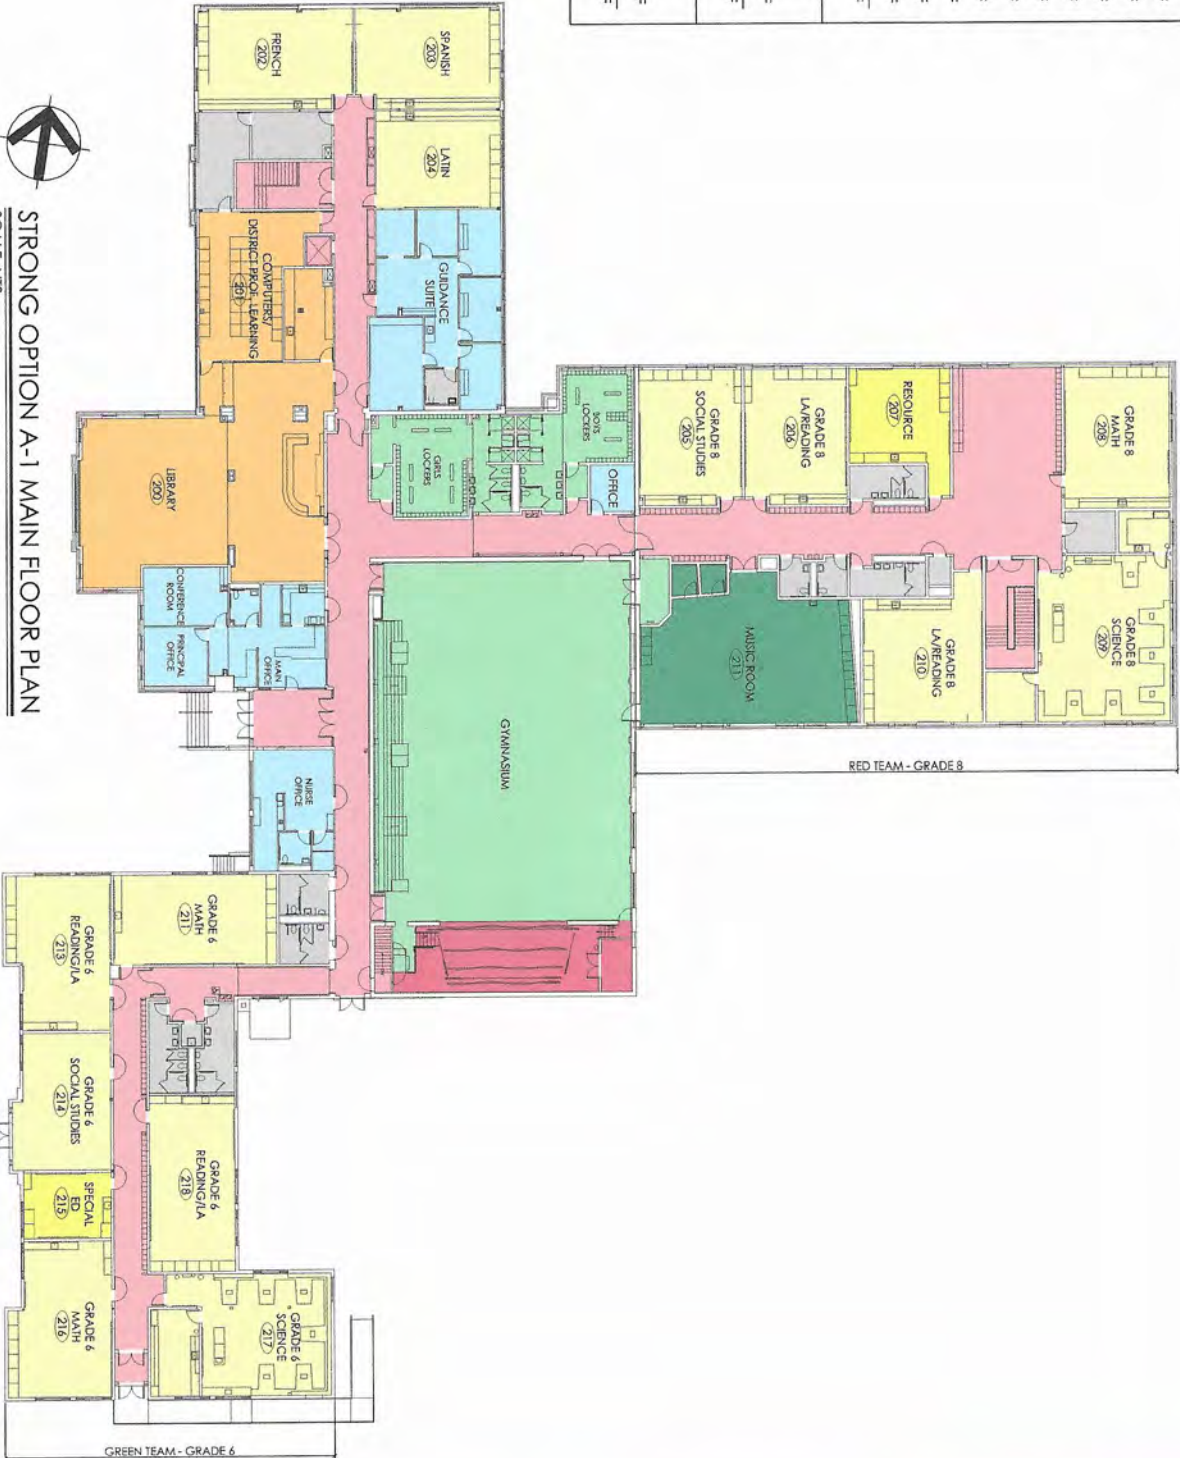 FRENCH
202
SPANISH
203
LATIN
204
COMPUTERS/
DISTRICT PROF. LEARNING
201
GUIDANCE
SUITE
BOYS
LOCKERS
GIRLS
LOCKERS
OFFICE
GRADE 8
SOCIAL STUDIES
205
GRADE 8
LA/READING
206
RESOURCE
207
GRADE 8
MATH
208
GRADE 8
SCIENCE
209
GRADE 8
LA/READING
210
MUSIC ROOM
211
RED TEAM - GRADE 8
LIBRARY
200
CONFERENCE
ROOM
PRINCIPAL
OFFICE
MAIN
OFFICE
GYMNASIUM
NURSE
OFFICE
GRADE 6
MATH
211
GRADE 6
READING/LA
213
GRADE 6
SOCIAL STUDIES
214
SPECIAL
ED
215
GRADE 6
MATH
216
GRADE 6
SCIENCE
217
GRADE 6
READING/LA
218
GREEN TEAM - GRADE 6
STRONG OPTION A-1 MAIN FLOOR PLAN